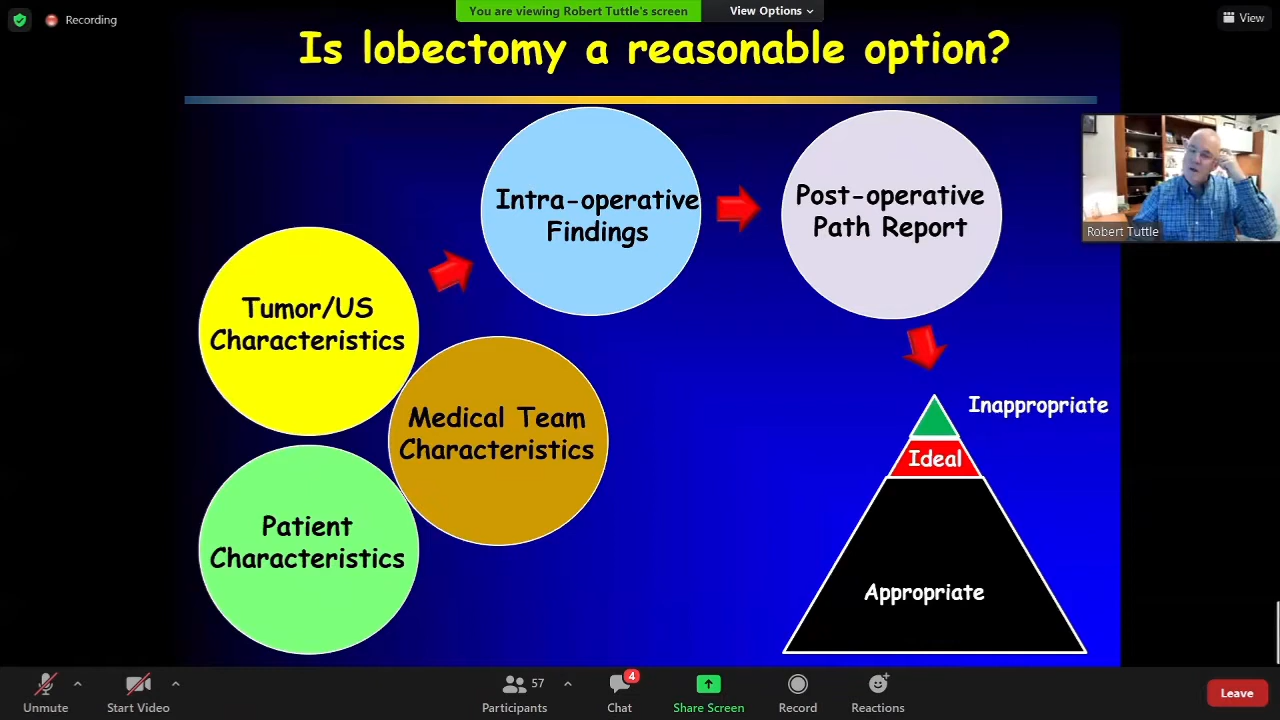 Recording
You are viewing Robert Tuttle's screen
View Options
View
Is lobectomy a reasonable option?
Intra-operative
Findings
Post-operative
Path Report
Robert Tuttle
Tumor/US
Characteristics
Medical Team
Characteristics
Patient
Characteristics
Inappropriate
Ideal
Appropriate
Unmute
Start Video
57
Participants
4
Chat
Share Screen
Record
Reactions
Leave